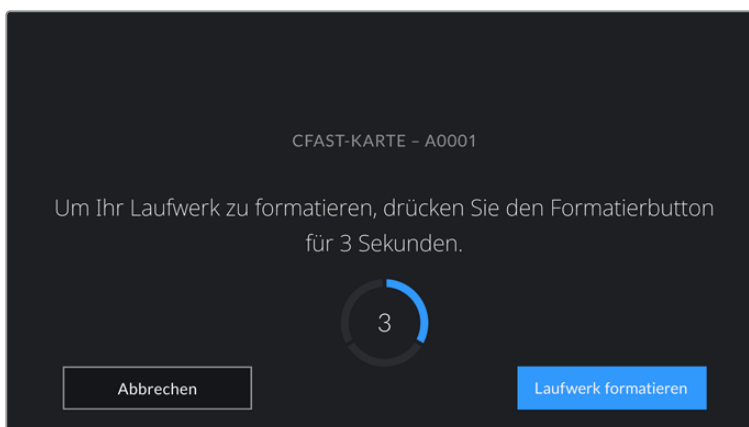 CFAST-KARTE – A0001
Um Ihr Laufwerk zu formatieren, drücken Sie den Formatierbutton
für 3 Sekunden.
3
Abbrechen
Laufwerk formatieren